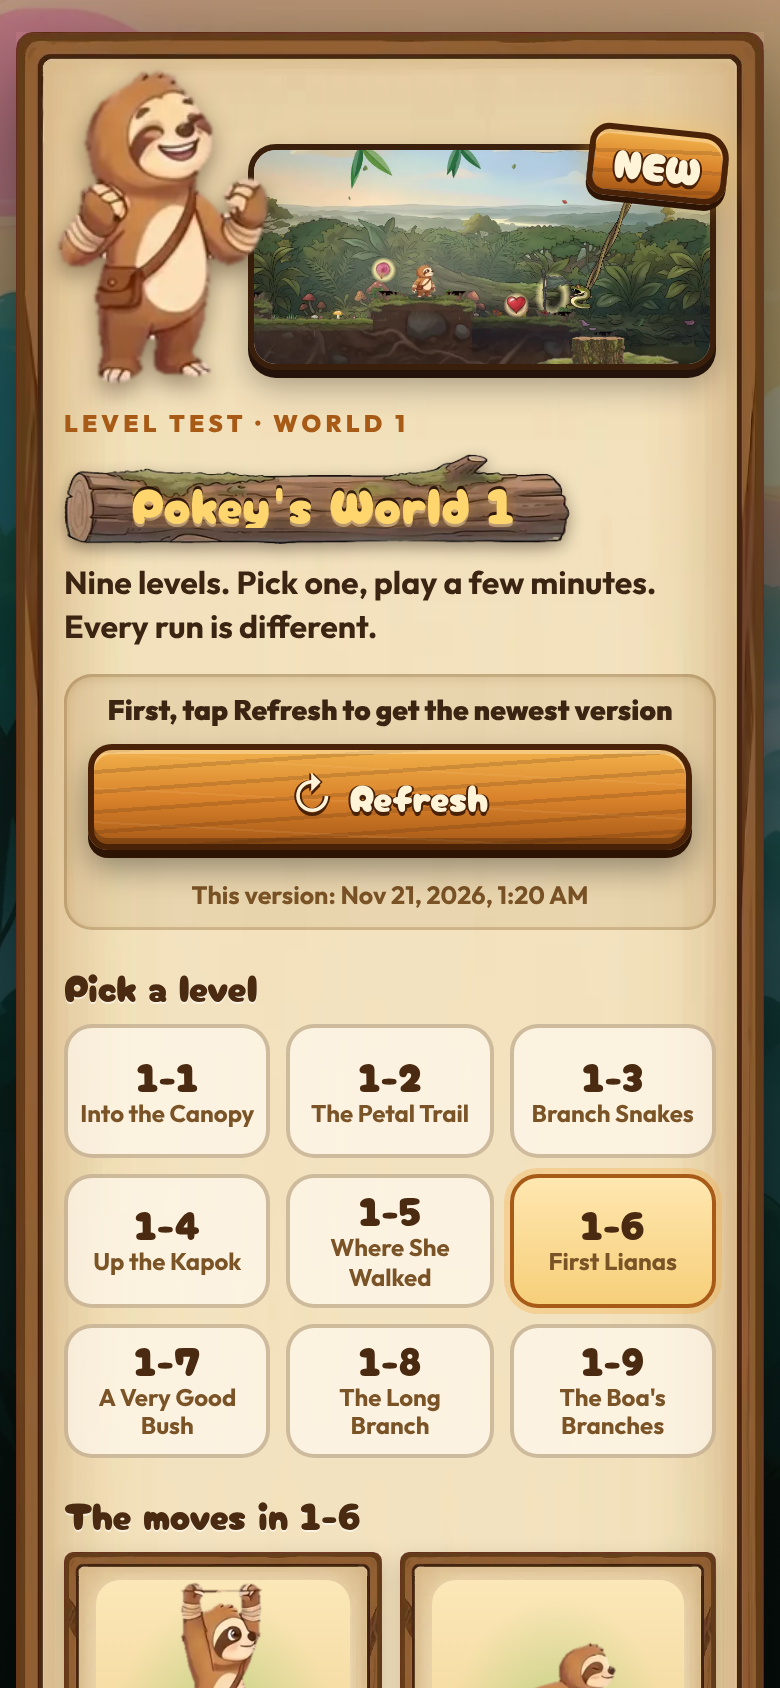 NEW
LEVEL TEST · WORLD 1
Pokey's World 1
Nine levels. Pick one, play a few minutes.
Every run is different.
First, tap Refresh to get the newest version
Refresh
This version: Nov 21, 2026, 1:20 AM
Pick a level
1-1
Into the Canopy
1-2
The Petal Trail
1-3
Branch Snakes
1-4
Up the Kapok
1-5
Where She
Walked
1-6
First Lianas
1-7
A Very Good
Bush
1-8
The Long
Branch
1-9
The Boa's
Branches
The moves in 1-6